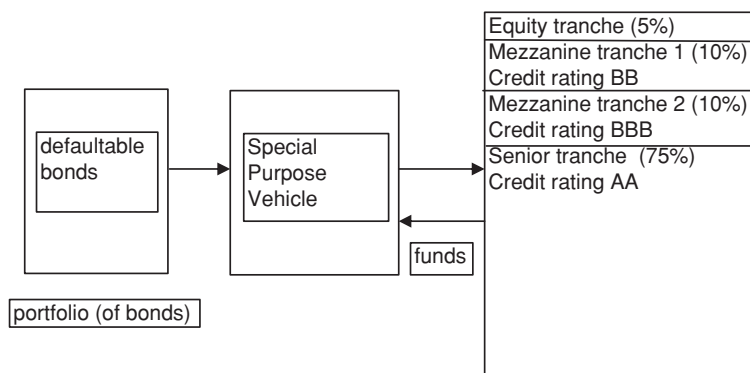 Equity tranche (5%)
Mezzanine tranche 1 (10%)
Credit rating BB
Mezzanine tranche 2 (10%)
Credit rating BBB
Senior tranche (75%)
Credit rating AA
defaultable
bonds
Special
Purpose
Vehicle
funds
portfolio (of bonds)